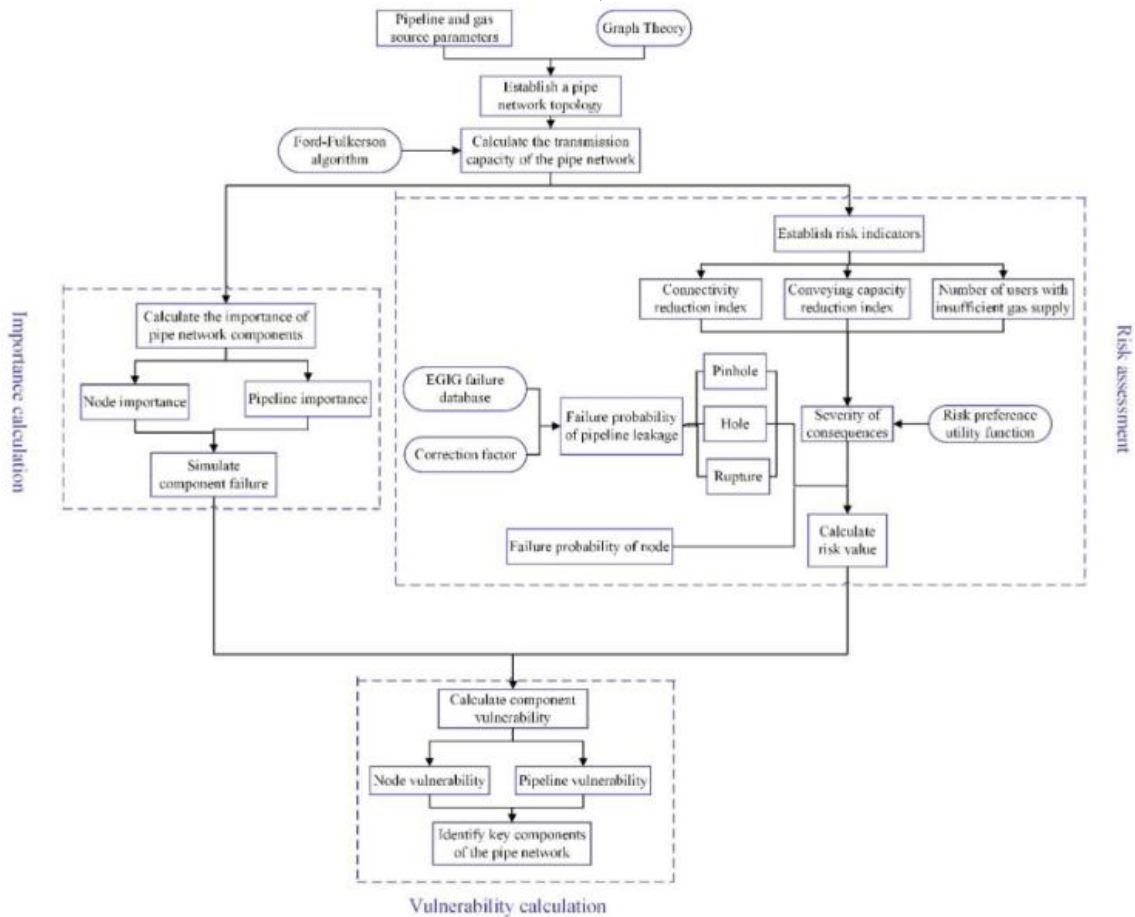 Pipeline and gas
source parameters
Graph Theory
Establish a pipe
network topology
Ford-Fulkerson
algorithm
Calculate the transmission
capacity of the pipe network
Establish risk indicators
Connectivity
reduction index
Conveying capacity
reduction index
Number of users with
insufficient gas supply
Importance calculation
Calculate the importance of
pipe network components
Node importance
Pipeline importance
Simulate
component failure
Risk assessment
EGIG failure
database
Correction factor
Failure probability
of pipeline leakage
Pinhole
Hole
Rupture
Severity of
consequences
Risk preference
utility function
Failure probability of node
Calculate
risk value
Calculate component
vulnerability
Node vulnerability
Pipeline vulnerability
Identify key components
of the pipe network
Vulnerability calculation